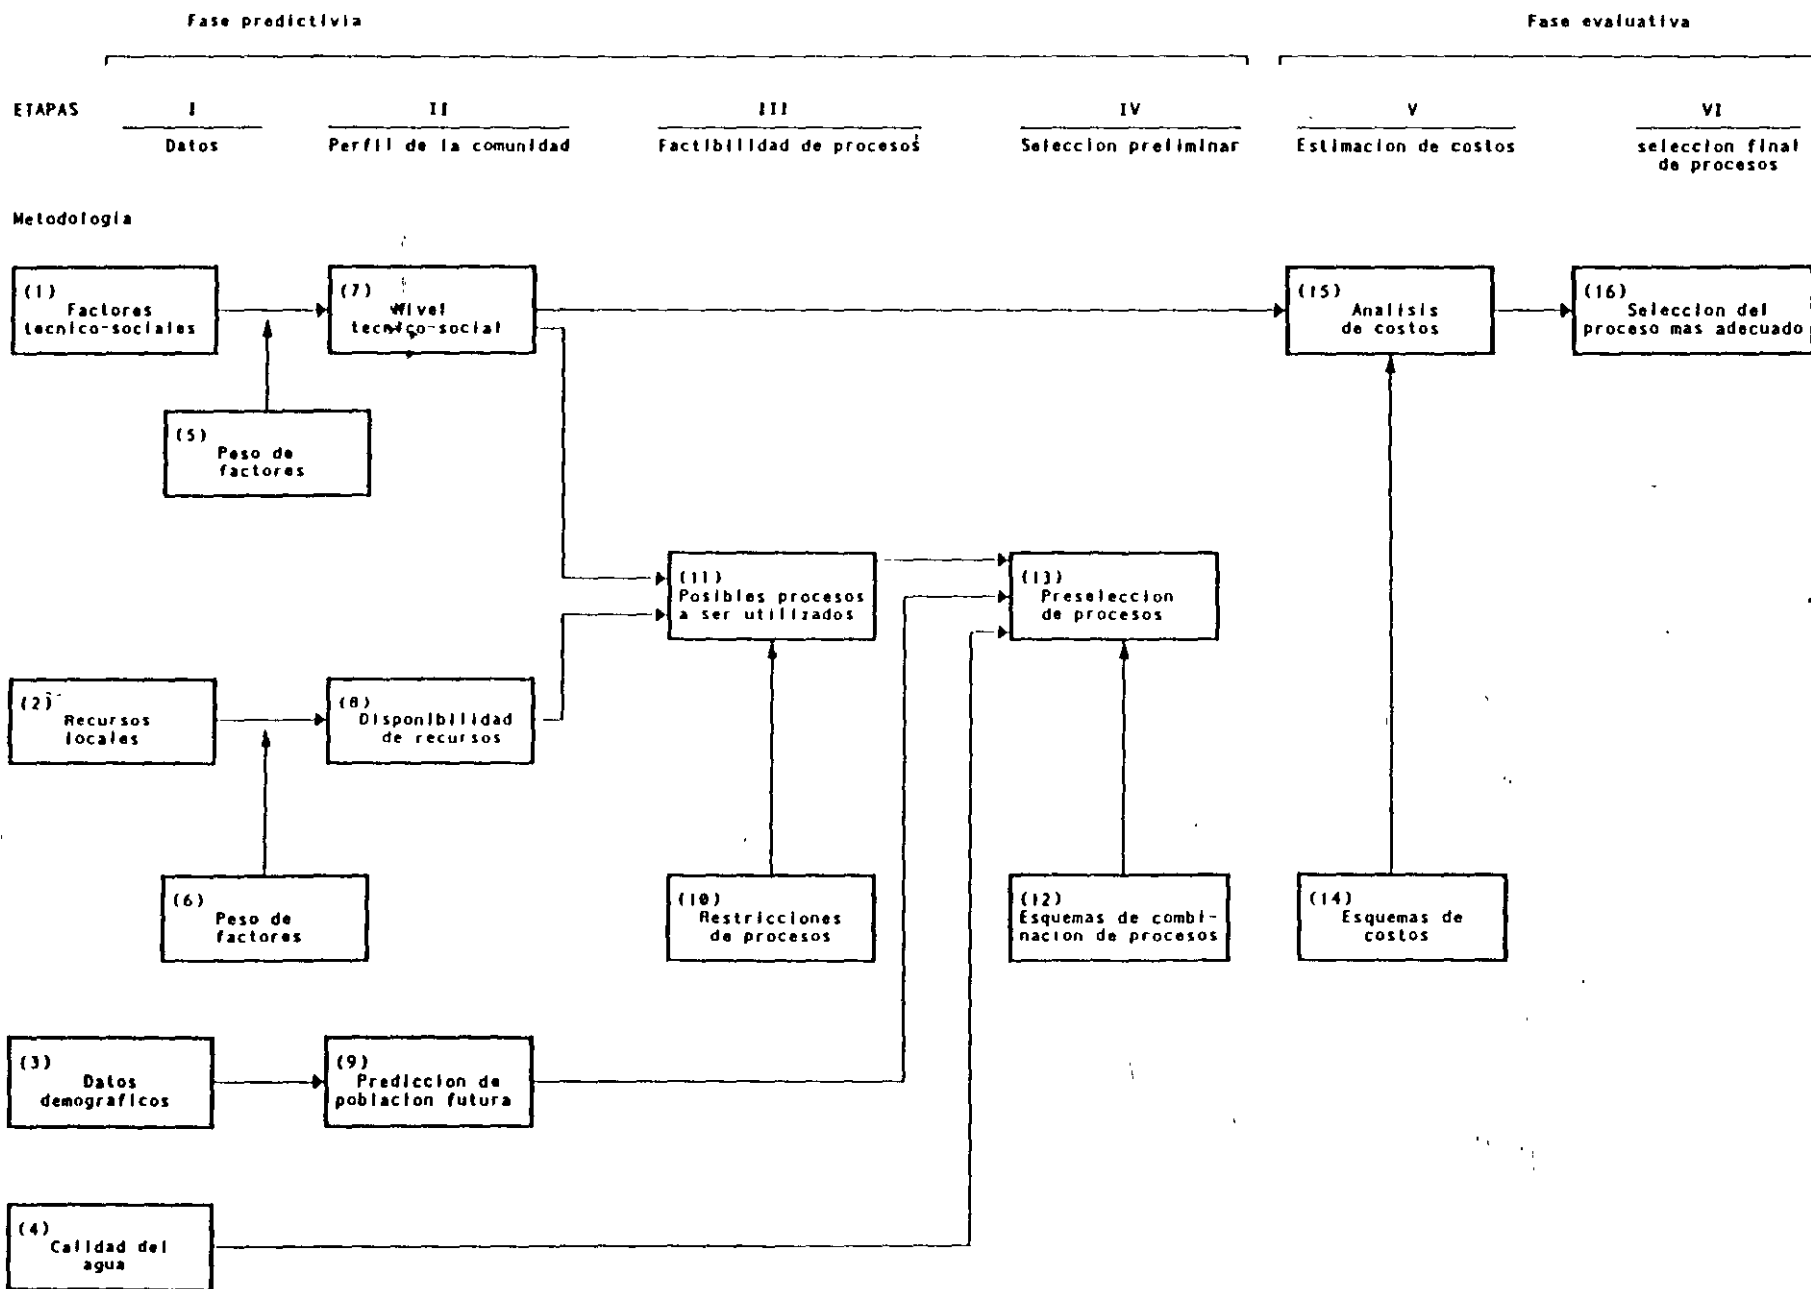 Fase predictivia
Fase evaluativa
ETAPAS
I
II
III
IV
V
VI
Datos
Perfil de la comunidad
Factibilidad de procesos
Seleccion preliminar
Estimacion de costos
seleccion final
de procesos
Metodologia
(1)
Factores
tecnico-sociales
(7)
Nivel
tecnico-social
(15)
Analisis
de costos
(16)
Seleccion del
proceso mas adecuado
(5)
Peso de
factores
(11)
Posibles procesos
a ser utilizados
(13)
Preseleccion
de procesos
(2)
Recursos
locales
(8)
Disponibilidad
de recursos
(6)
Peso de
factores
(10)
Restricciones
de procesos
(12)
Esquemas de combi-
nacion de procesos
(14)
Esquemas de
costos
(3)
Datos
demograficos
(9)
Prediccion de
poblacion futura
(4)
Calidad del
agua